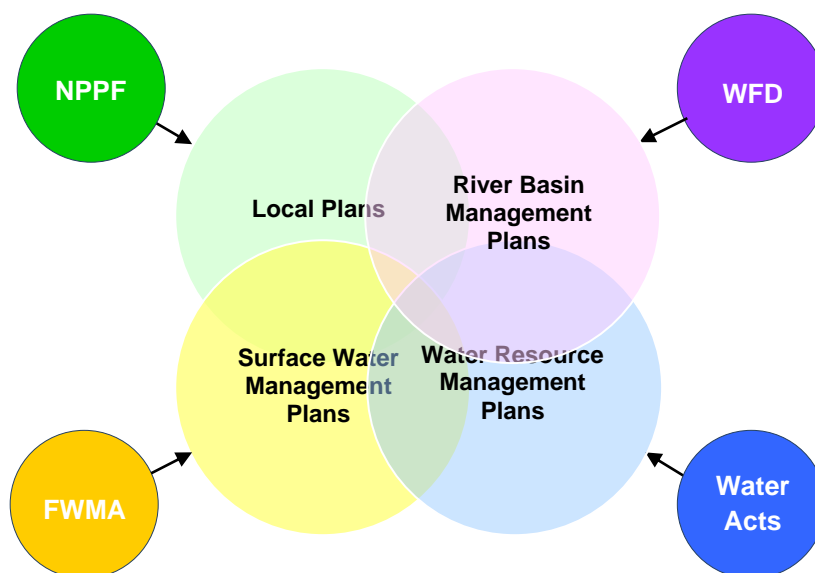 NPPF
WFD
Local Plans
River Basin
Management
Plans
Surface Water
Management
Plans
Water Resource
Management
Plans
FWMA
Water
Acts